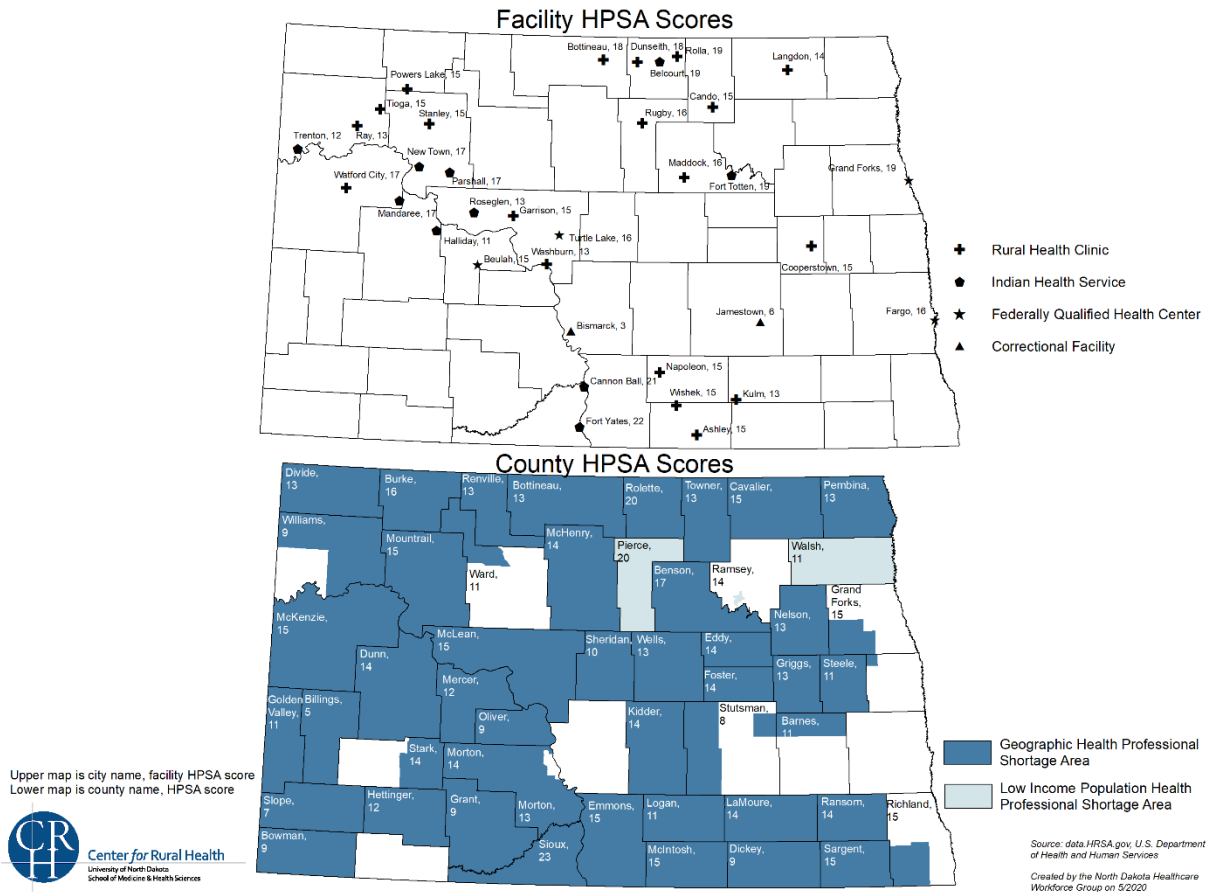 Facility HPSA Scores
Bottineau, 18
Dunseith, 18
Rolla, 19
Belcourt, 19
Langdon, 14
Powers Lake, 15
Cando, 15
Tioga, 15
Stanley, 15
Rugby, 16
Ray, 13
Trenton, 12
New Town, 17
Maddock, 16
Grand Forks, 19
Parshall, 17
Fort Totten, 19
Watford City, 17
Roseglen, 13
Garrison, 15
Mandaree, 17
Halliday, 11
Turtle Lake, 16
Washburn, 13
Beulah, 15
Cooperstown, 15
Bismarck, 3
Jamestown, 6
Fargo, 16
Napoleon, 15
Cannon Ball, 21
Wishek, 15
Kulm, 13
Fort Yates, 22
Ashley, 15
Rural Health Clinic
Indian Health Service
Federally Qualified Health Center
Correctional Facility
County HPSA Scores
Divide,
13
Burke,
16
Renville,
13
Bottineau,
13
Rolette,
20
Towner,
13
Cavalier,
15
Pembina,
13
Williams,
9
Mountrail,
15
Ward,
11
McHenry,
14
Pierce,
20
Benson,
17
Ramsey,
14
Walsh,
11
Grand
Forks,
15
Nelson,
13
McKenzie,
15
Dunn,
14
McLean,
15
Mercer,
12
Sheridan,
10
Wells,
13
Eddy,
14
Foster,
14
Griggs,
13
Steele,
11
Golden
Valley,
11
Billings,
5
Oliver,
9
Kidder,
14
Stutsman,
8
Barnes,
11
Stark,
14
Morton,
14
Slope,
7
Hettinger,
12
Grant,
9
Morton,
13
Sioux,
23
Emmons,
15
Logan,
11
LaMoure,
14
Ransom,
14
Richland,
15
Bowman,
9
McIntosh,
15
Dickey,
9
Sargent,
15
Geographic Health Professional
Shortage Area
Low Income Population Health
Professional Shortage Area
Upper map is city name, facility HPSA score
Lower map is county name, HPSA score
CR
H
Center for Rural Health
University of North Dakota
School of Medicine & Health Sciences
Source: data.HRSA.gov, U.S. Department
of Health and Human Services
Created by the North Dakota Healthcare
Workforce Group on 5/2020